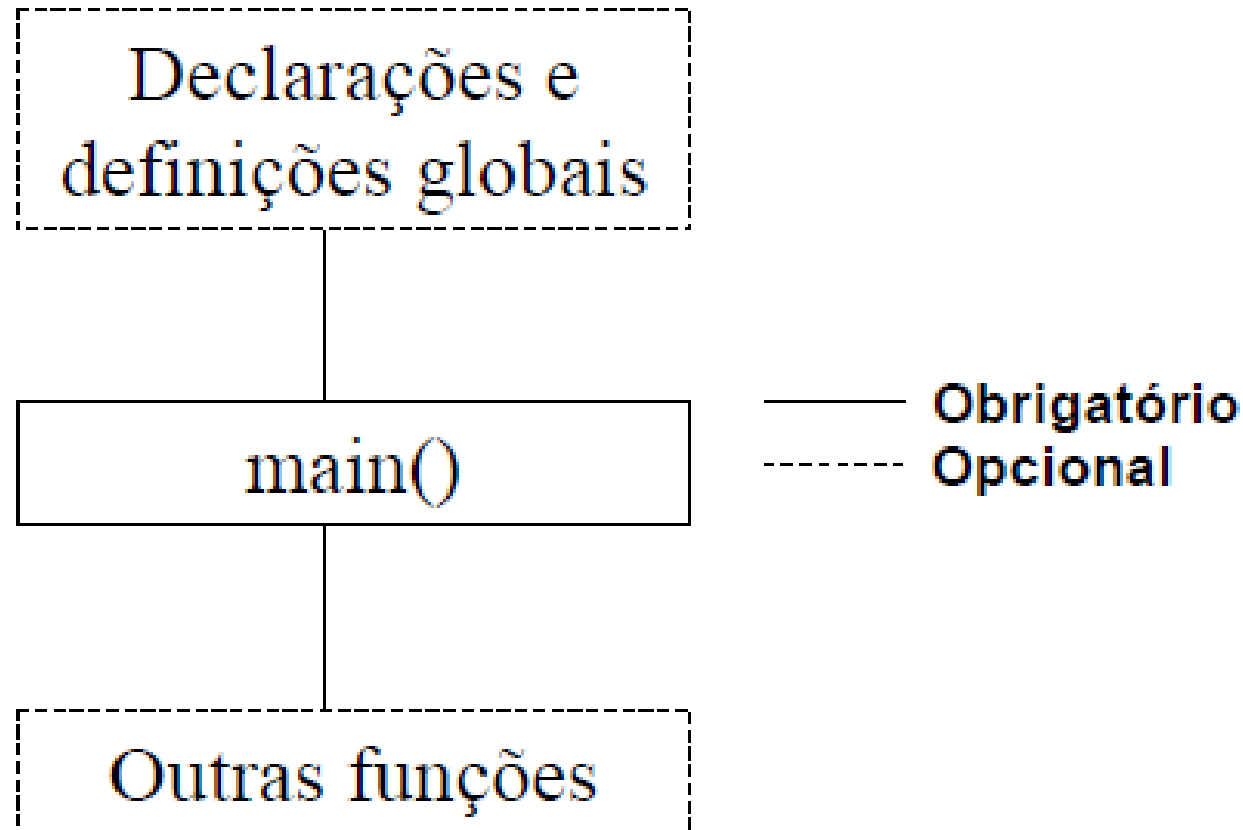 Declarações e
definições globais
main()
Obrigatório
Opcional
Outras funções